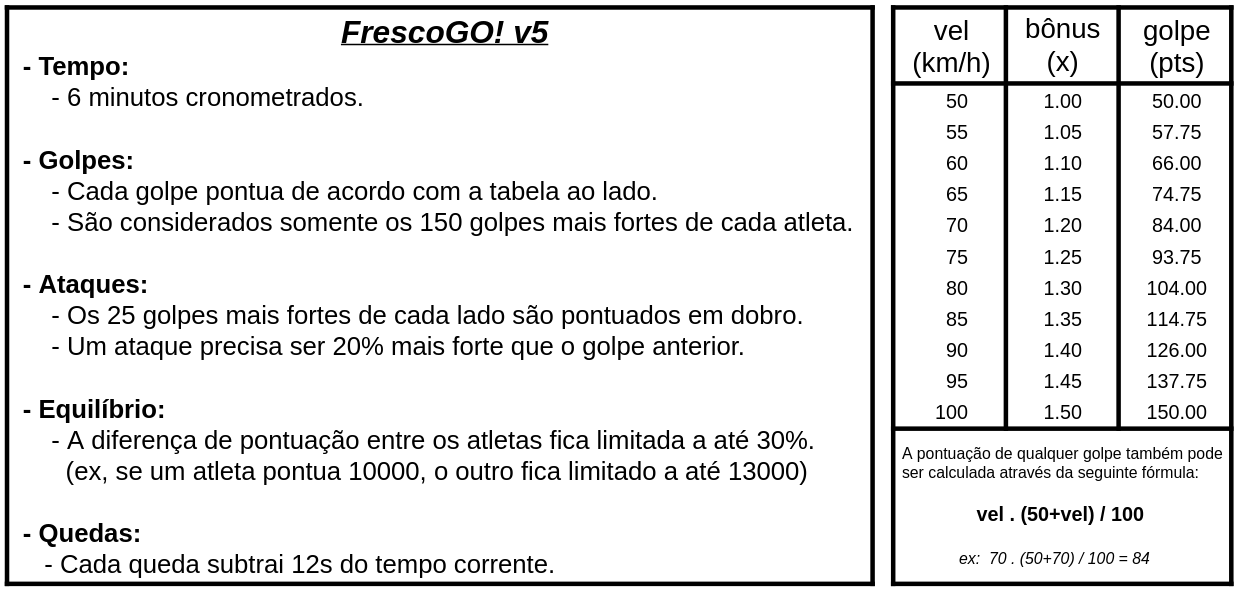 FrescoGO! v5
- Tempo:
- 6 minutos cronometrados.
- Golpes:
- Cada golpe pontua de acordo com a tabela ao lado.
- São considerados somente os 150 golpes mais fortes de cada atleta.
- Ataques:
- Os 25 golpes mais fortes de cada lado são pontuados em dobro.
- Um ataque precisa ser 20% mais forte que o golpe anterior.
- Equilíbrio:
- A diferença de pontuação entre os atletas fica limitada a até 30%.
(ex, se um atleta pontua 10000, o outro fica limitado a até 13000)
- Quedas:
- Cada queda subtrai 12s do tempo corrente.
vel bônus golpe
(km/h) (x) (pts)
50 1.00 50.00
55 1.05 57.75
60 1.10 66.00
65 1.15 74.75
70 1.20 84.00
75 1.25 93.75
80 1.30 104.00
85 1.35 114.75
90 1.40 126.00
95 1.45 137.75
100 1.50 150.00
A pontuação de qualquer golpe também pode
ser calculada através da seguinte fórmula:
vel . (50+vel) / 100
ex: 70 . (50+70) / 100 = 84